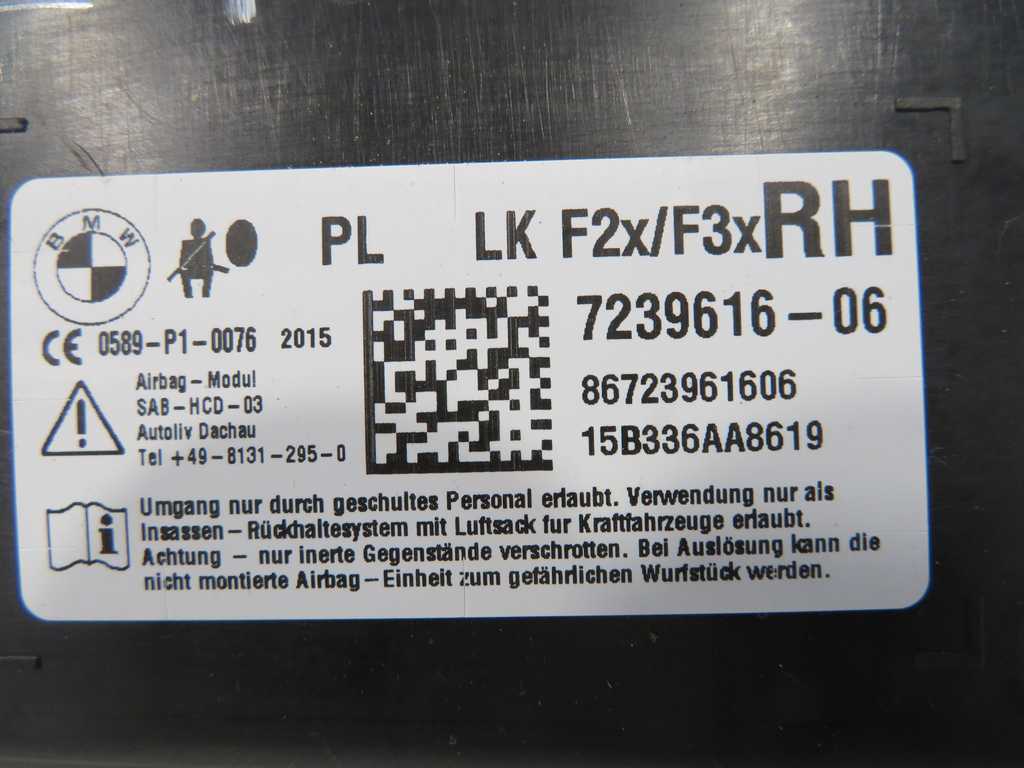 BMW
PL LK F2x/F3x RH
7239616-06
CE 0589-P1-0076 2015
86723961606
15B336AA8619
Airbag-Modul
SAB-HCD-03
Autoliv Dachau
Tel +49-8131-295-0
Umgang nur durch geschultes Personal erlaubt. Verwendung nur als
Insassen-Rückhaltesystem mit Luftsack fur Kraftfahrzeuge erlaubt.
Achtung - nur inerte Gegenstände verschrotten. Bei Auslösung kann die
nicht montierte Airbag-Einheit zum gefährlichen Wurfstück werden.